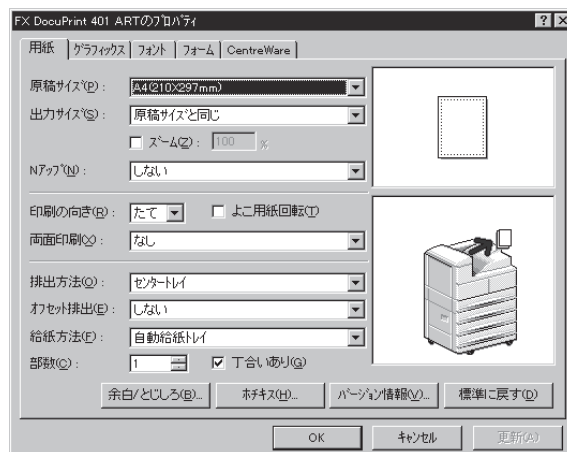 FX DocuPrint 401 ARTのﾌﾟﾛﾊﾟﾃｨ
用紙 ｸﾞﾗﾌｨｯｸｽ ﾌｫﾝﾄ ﾌｫｰﾑ CentreWare
原稿ｻｲｽﾞ(P): A4(210X297mm)
出力ｻｲｽﾞ(S): 原稿ｻｲｽﾞと同じ
ｽﾞｰﾑ(Z): 100 %
Nｱｯﾌﾟ(N): しない
印刷の向き(R): たて よこ用紙回転(T)
両面印刷(X): なし
排出方法(O): ｾﾝﾀｰﾄﾚｲ
ｵﾌｾｯﾄ排出(E): しない
給紙方法(F): 自動給紙ﾄﾚｲ
部数(C): 1 丁合いあり(G)
余白/とじしろ(B)... ﾎﾁｷｽ(H)... ﾊﾞｰｼﾞｮﾝ情報(V)... 標準に戻す(D)
OK ｷｬﾝｾﾙ 更新(A)